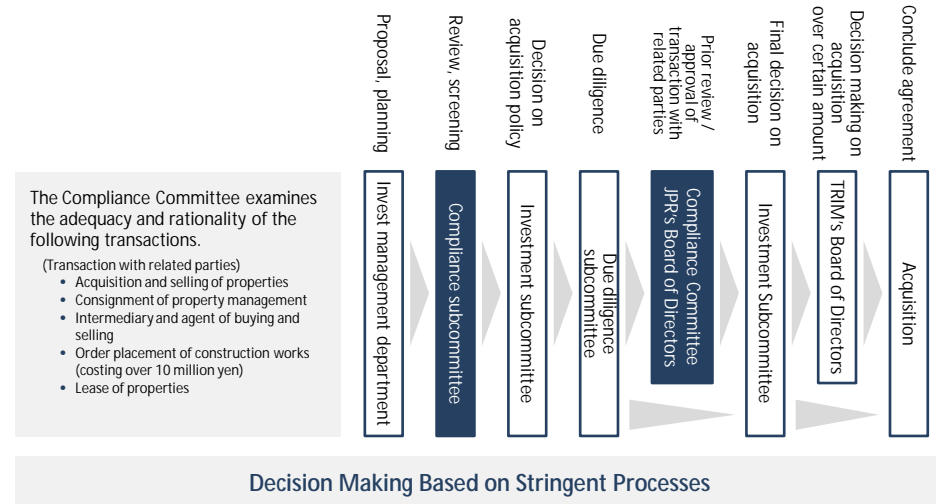 Proposal, planning
Review, screening
Decision on
acquisition policy
Due diligence
Prior review /
approval of
transaction with
related parties
Final decision on
acquisition
Decision making on
acquisition
over certain amount
Conclude agreement
The Compliance Committee examines
the adequacy and rationality of the
following transactions.
(Transaction with related parties)
• Acquisition and selling of properties
• Consignment of property management
• Intermediary and agent of buying and
selling
• Order placement of construction works
(costing over 10 million yen)
• Lease of properties
Invest management department
Compliance subcommittee
Investment subcommittee
Due diligence
subcommittee
Compliance Committee
JPR's Board of Directors
Investment Subcommittee
TRIM's Board of Directors
Acquisition
Decision Making Based on Stringent Processes